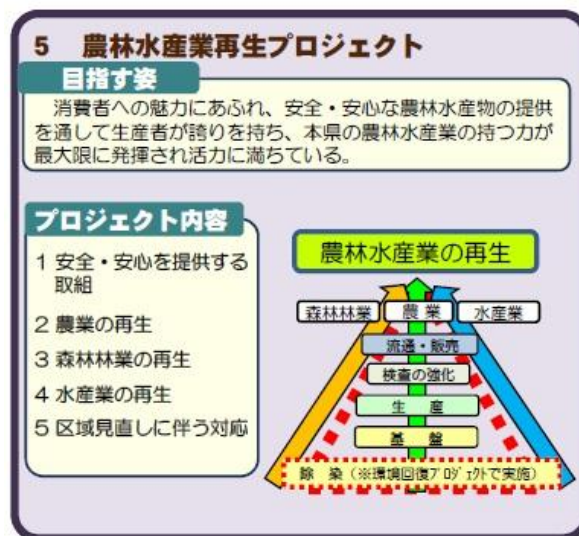 5 農林水産業再生プロジェクト
目指す姿
消費者への魅力にあふれ、安全・安心な農林水産物の提供
を通して生産者が誇りを持ち、本県の農林水産業の持つ力が
最大限に発揮され活力に満ちている。
プロジェクト内容
1 安全・安心を提供する
取組
2 農業の再生
3 森林林業の再生
4 水産業の再生
5 区域見直しに伴う対応
農林水産業の再生
森林林業
農 業
水産業
流通・販売
検査の強化
生 産
基 盤
除 染（※環境回復プロジェクトで実施）